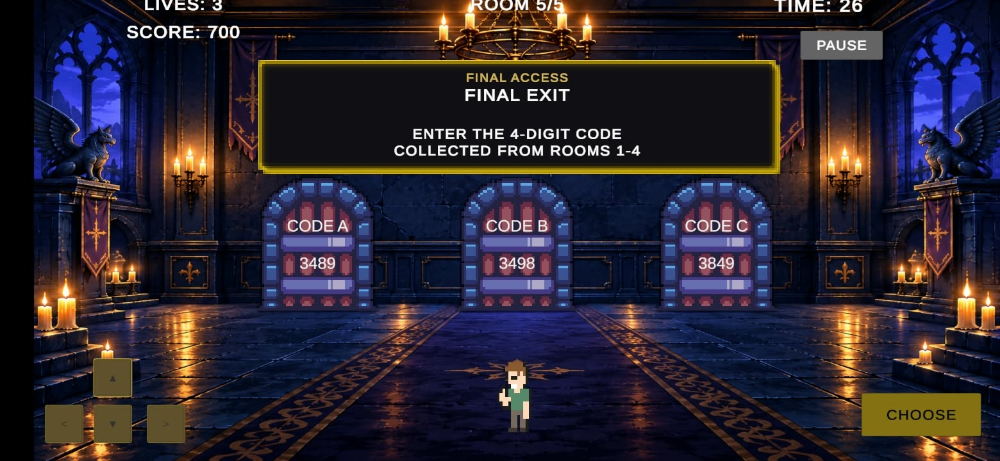 LIVES: 3
ROOM 5/5
TIME: 26
SCORE: 700
PAUSE
FINAL ACCESS
FINAL EXIT
ENTER THE 4-DIGIT CODE
COLLECTED FROM ROOMS 1-4
CODE A
CODE B
CODE C
3489
3498
3849
▲
< ▼ >
CHOOSE